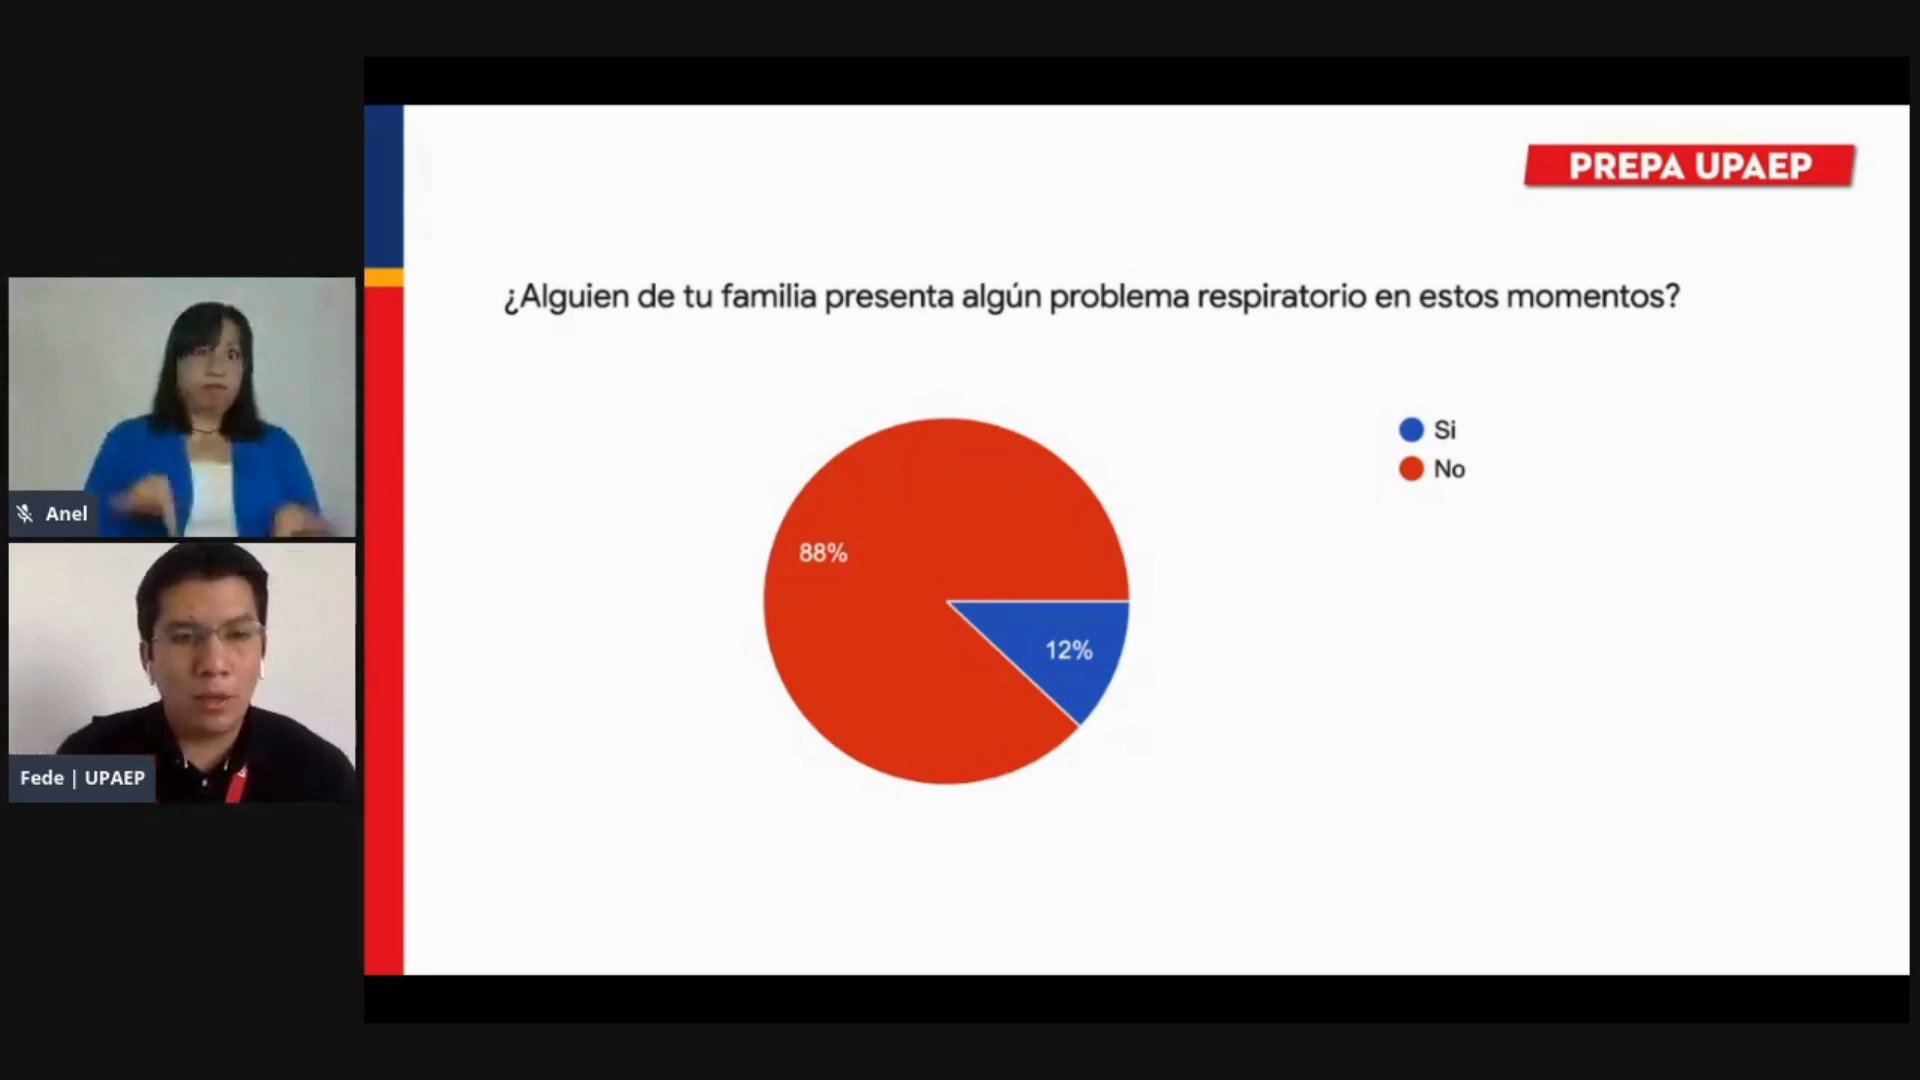 PREPA UPAEP
¿Alguien de tu familia presenta algún problema respiratorio en estos momentos?
Si
No
88%
12%
Anel
Fede | UPAEP